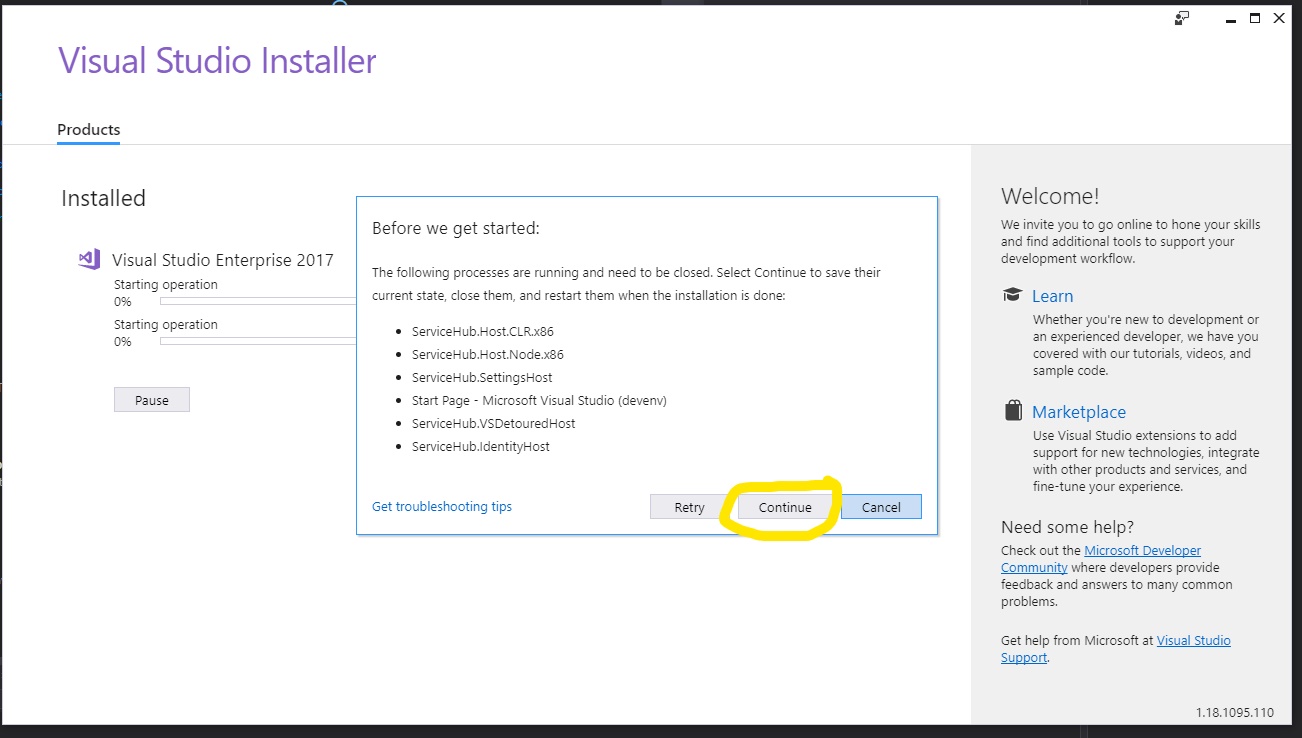 Visual Studio Installer
Products
Installed
Visual Studio Enterprise 2017
Starting operation
0%
Starting operation
0%
Pause
Before we get started:
The following processes are running and need to be closed. Select Continue to save their
current state, close them, and restart them when the installation is done:
ServiceHub.Host.CLR.x86
ServiceHub.Host.Node.x86
ServiceHub.SettingsHost
Start Page - Microsoft Visual Studio (devenv)
ServiceHub.VSDetouredHost
ServiceHub.IdentityHost
Get troubleshooting tips
Retry
Continue
Cancel
Welcome!
We invite you to go online to hone your skills
and find additional tools to support your
development workflow.
Learn
Whether you're new to development or
an experienced developer, we have you
covered with our tutorials, videos, and
sample code.
Marketplace
Use Visual Studio extensions to add
support for new technologies, integrate
with other products and services, and
fine-tune your experience.
Need some help?
Check out the Microsoft Developer
Community where developers provide
feedback and answers to many common
problems.
Get help from Microsoft at Visual Studio
Support.
1.18.1095.110